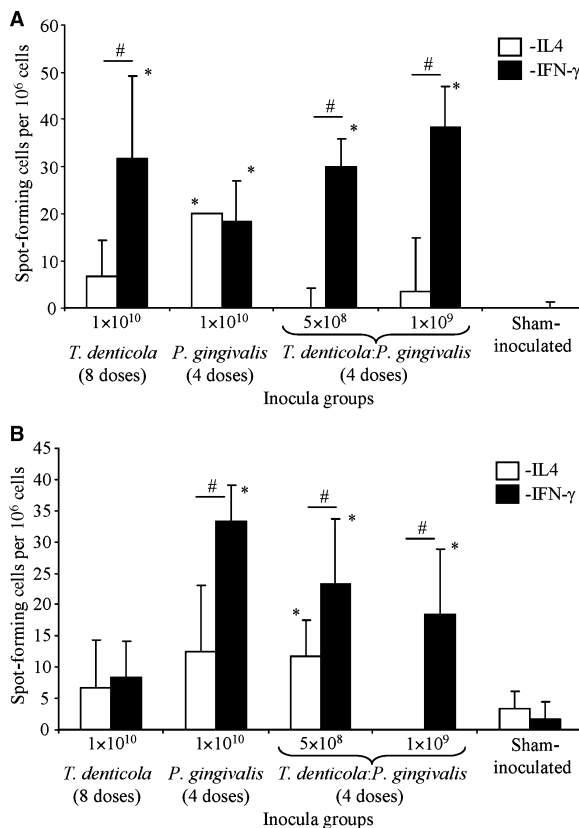 A
Spot-forming cells per 10⁶ cells
60
50
40
30
20
10
0
-IL4
-IFN-γ
# * * * # * # *
1×10¹⁰ 1×10¹⁰ 5×10⁸ 1×10⁹ Sham-
T. denticola P. gingivalis T. denticola:P. gingivalis inoculated
(8 doses) (4 doses) (4 doses)
Inocula groups
B
Spot-forming cells per 10⁶ cells
45
40
35
30
25
20
15
10
5
0
-IL4
-IFN-γ
# * * # * # *
1×10¹⁰ 1×10¹⁰ 5×10⁸ 1×10⁹ Sham-
T. denticola P. gingivalis T. denticola:P. gingivalis inoculated
(8 doses) (4 doses) (4 doses)
Inocula groups